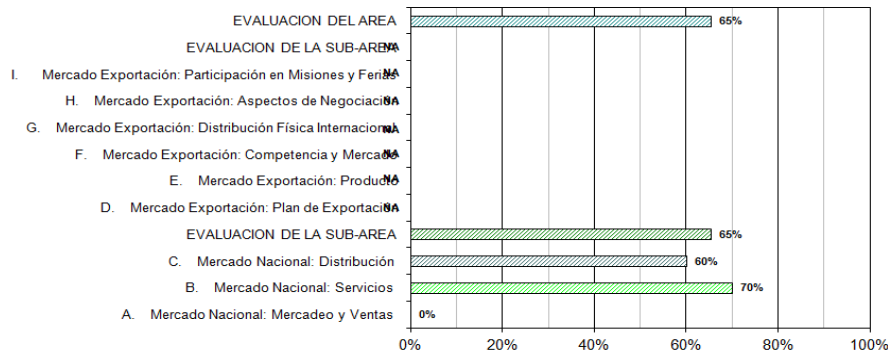 EVALUACION DEL AREA 65%
EVALUACION DE LA SUB-AREA NA
I. Mercado Exportación: Participación en Misiones y Ferias NA
H. Mercado Exportación: Aspectos de Negociación NA
G. Mercado Exportación: Distribución Física Internacional NA
F. Mercado Exportación: Competencia y Mercado NA
E. Mercado Exportación: Producto NA
D. Mercado Exportación: Plan de Exportación NA
EVALUACION DE LA SUB-AREA 65%
C. Mercado Nacional: Distribución 60%
B. Mercado Nacional: Servicios 70%
A. Mercado Nacional: Mercadeo y Ventas 0%
0% 20% 40% 60% 80% 100%